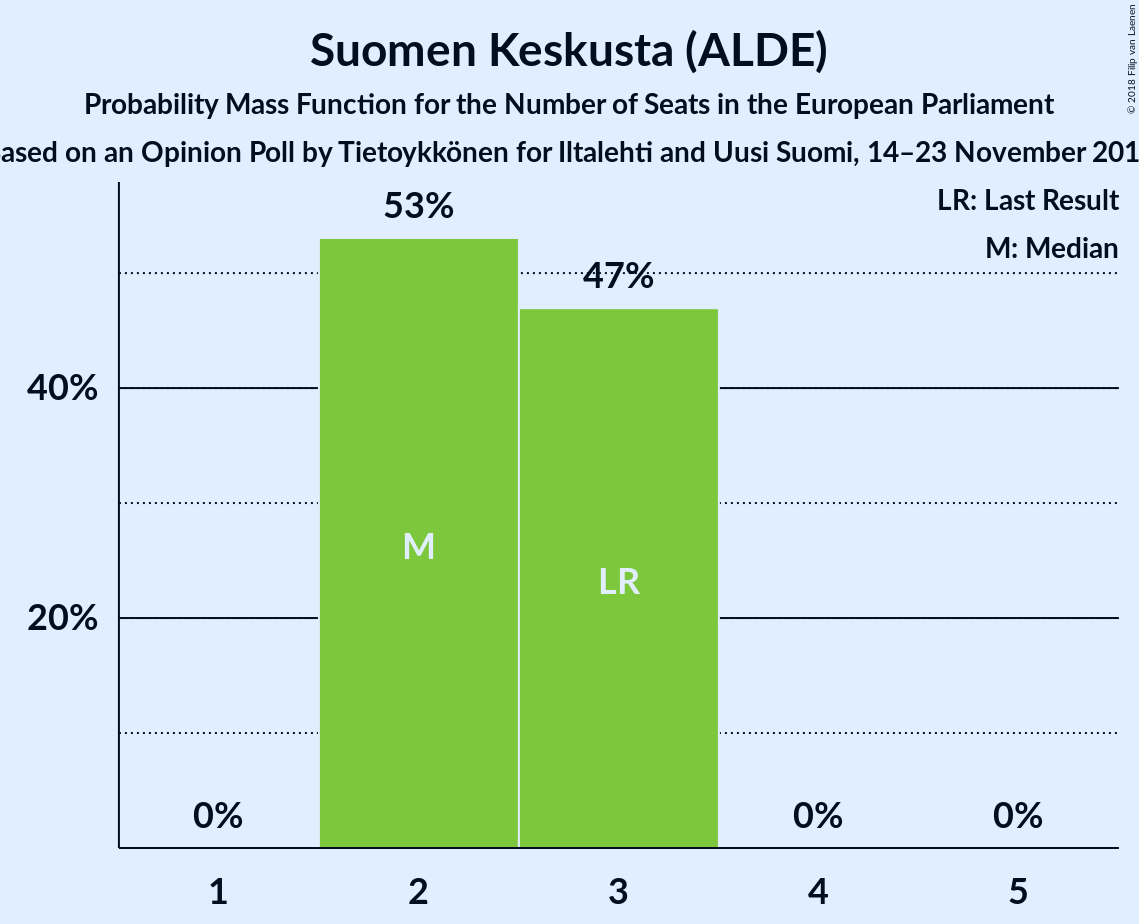 Suomen Keskusta (ALDE)
Probability Mass Function for the Number of Seats in the European Parliament
ased on an Opinion Poll by Tietoykkönen for Iltalehti and Uusi Suomi, 14–23 November 201
© 2018 Filip van Laenen
LR: Last Result
M: Median
53%
47%
40%
20%
M
LR
0%
0%
0%
1
2
3
4
5